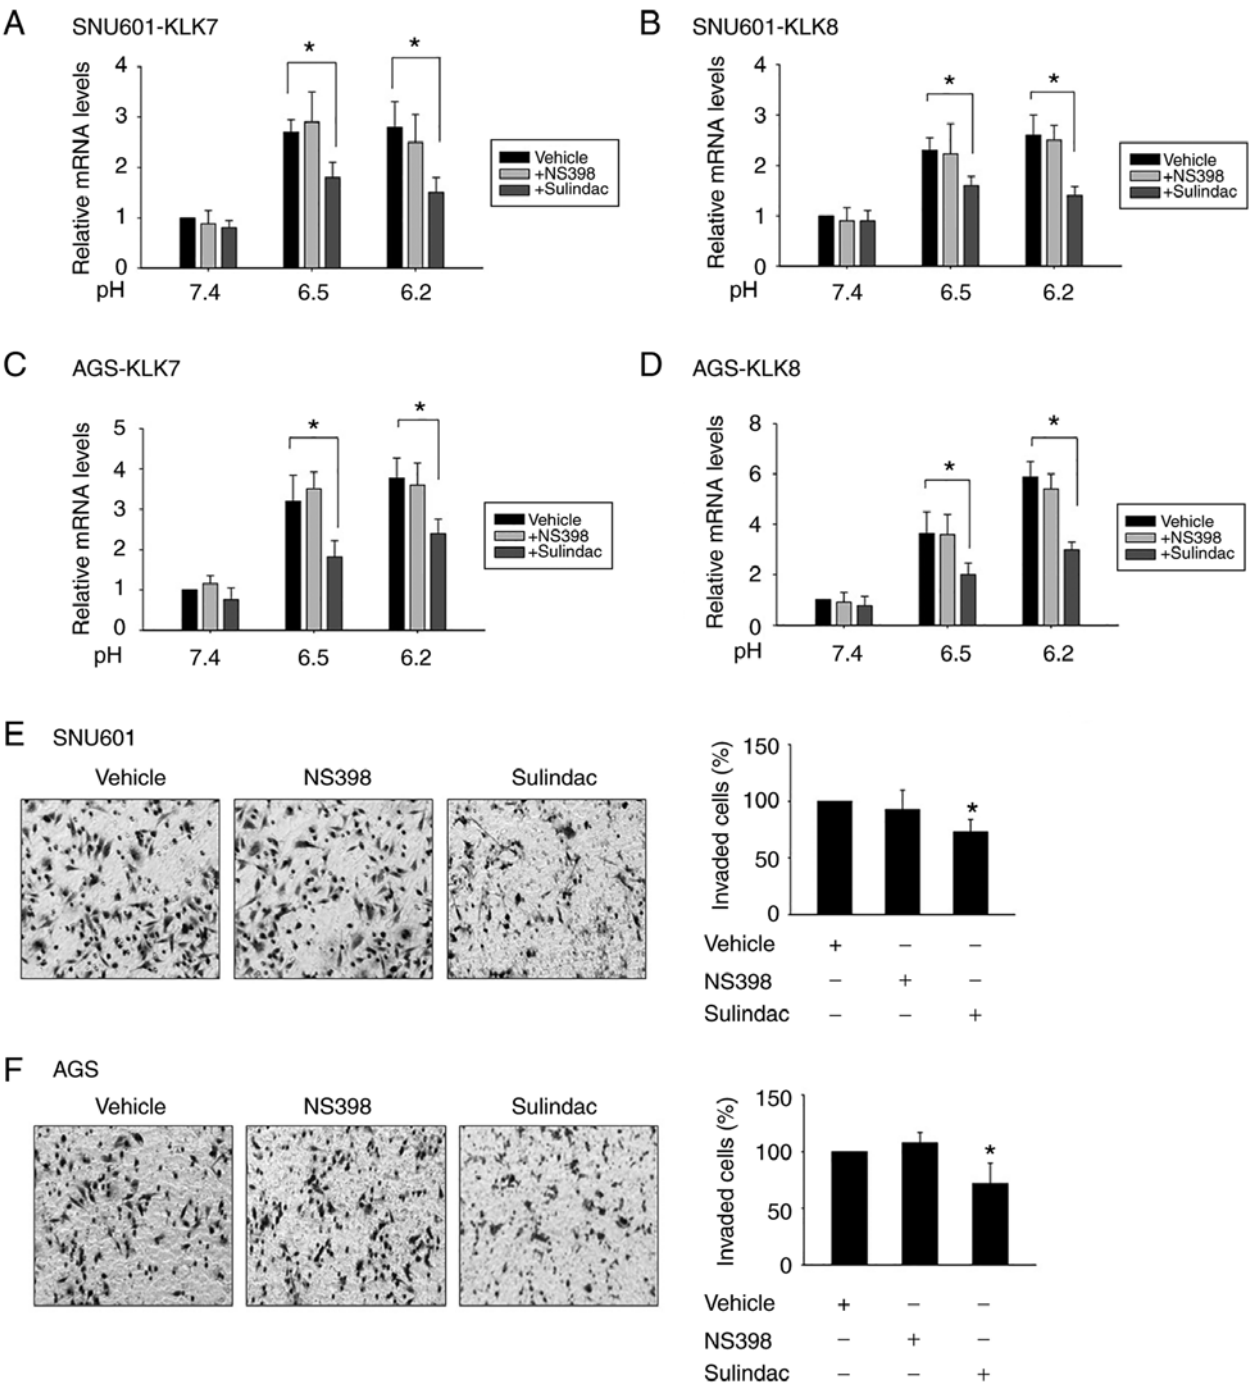 A SNU601-KLK7
Relative mRNA levels
4
3
2
1
0
*
*
Vehicle
+NS398
+Sulindac
pH 7.4 6.5 6.2
B SNU601-KLK8
Relative mRNA levels
4
3
2
1
0
*
*
Vehicle
+NS398
+Sulindac
pH 7.4 6.5 6.2
C AGS-KLK7
Relative mRNA levels
5
4
3
2
1
0
*
*
Vehicle
+NS398
+Sulindac
pH 7.4 6.5 6.2
D AGS-KLK8
Relative mRNA levels
8
6
4
2
0
*
*
Vehicle
+NS398
+Sulindac
pH 7.4 6.5 6.2
E SNU601
Vehicle NS398 Sulindac
Invaded cells (%)
150
100
50
0
*
Vehicle + − −
NS398 − + −
Sulindac − − +
F AGS
Vehicle NS398 Sulindac
Invaded cells (%)
150
100
50
0
*
Vehicle + − −
NS398 − + −
Sulindac − − +